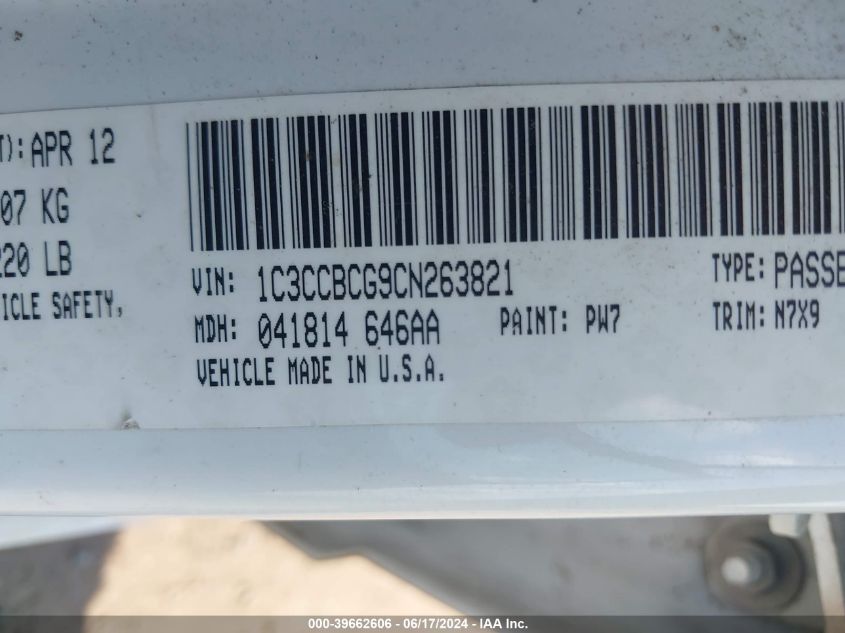 T): APR 12
07 KG
220 LB
ICLE SAFETY,
VIN: 1C3CCBCG9CN263821
TYPE: PASSE
MDH: 041814 646AA
PAINT: PW7
TRIM: N7X9
VEHICLE MADE IN U.S.A.
000-39662606 - 06/17/2024 - IAA Inc.